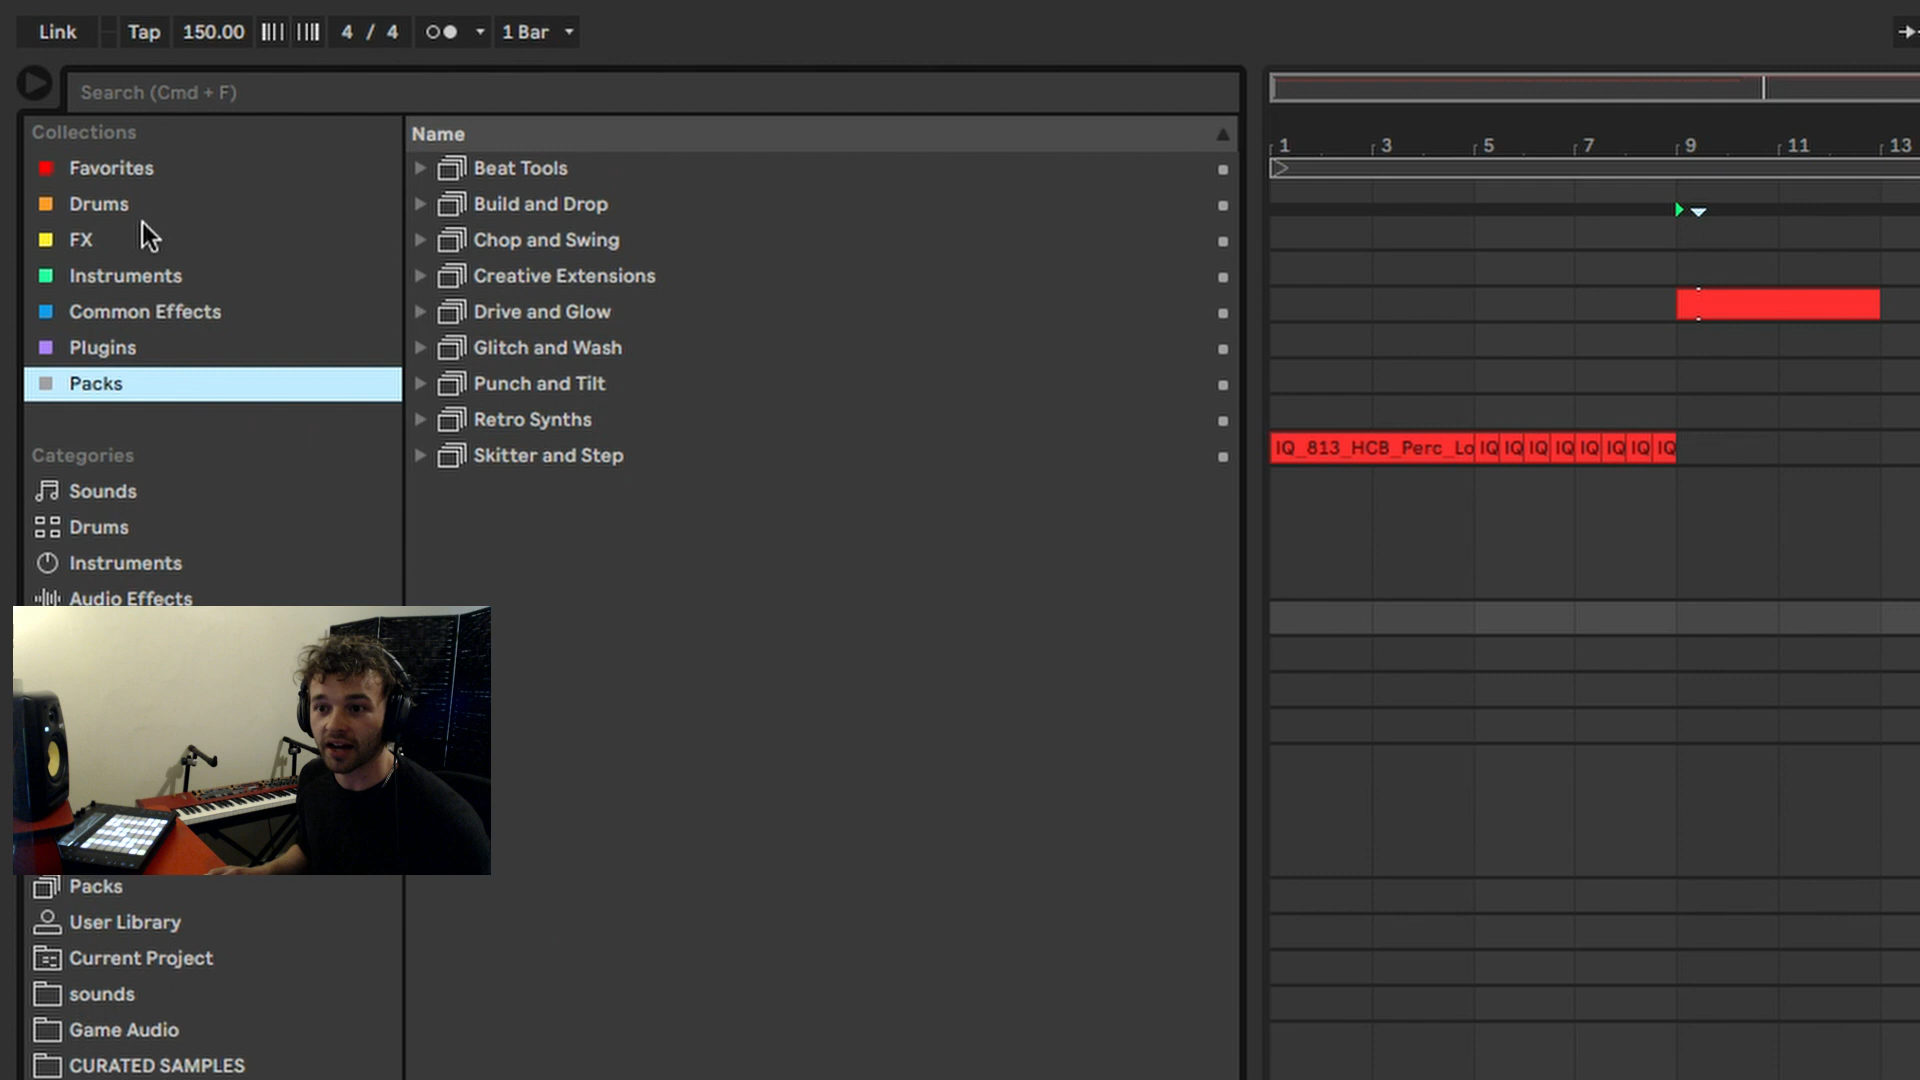 Link
Tap
150.00
4 / 4
1 Bar
Search (Cmd + F)
Collections
Favorites
Drums
FX
Instruments
Common Effects
Plugins
Packs
Categories
Sounds
Drums
Instruments
Audio Effects
Packs
User Library
Current Project
sounds
Game Audio
CURATED SAMPLES
Name
Beat Tools
Build and Drop
Chop and Swing
Creative Extensions
Drive and Glow
Glitch and Wash
Punch and Tilt
Retro Synths
Skitter and Step
1 3 5 7 9 11 13
IQ_813_HCB_Perc_Lo IQ IQ IQ IQ IQ IQ IQ IQ